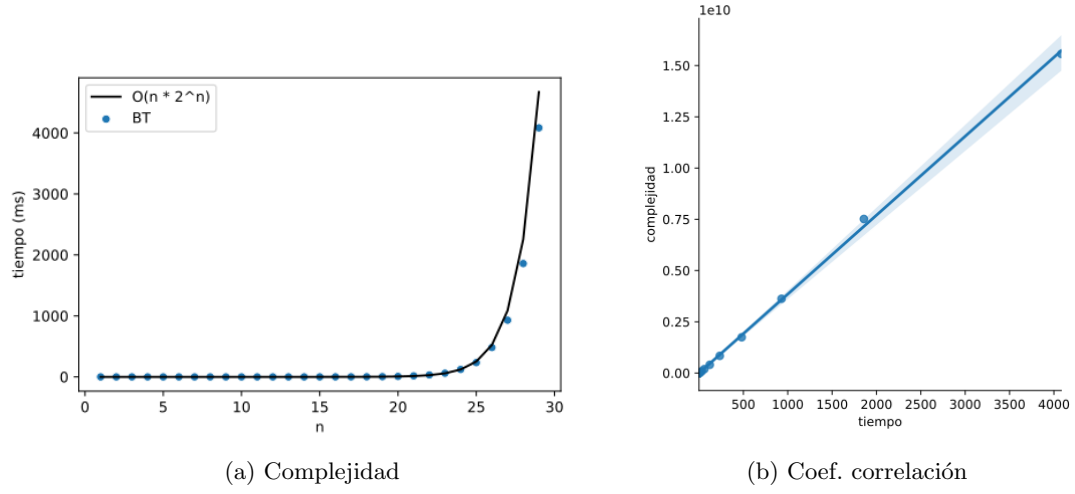 O(n * 2^n)
BT
4000
3000
2000
1000
0
tiempo (ms)
0 5 10 15 20 25 30
n
(a) Complejidad
1e10
1.50
1.25
1.00
0.75
0.50
0.25
0.00
complejidad
500 1000 1500 2000 2500 3000 3500 4000
tiempo
(b) Coef. correlación